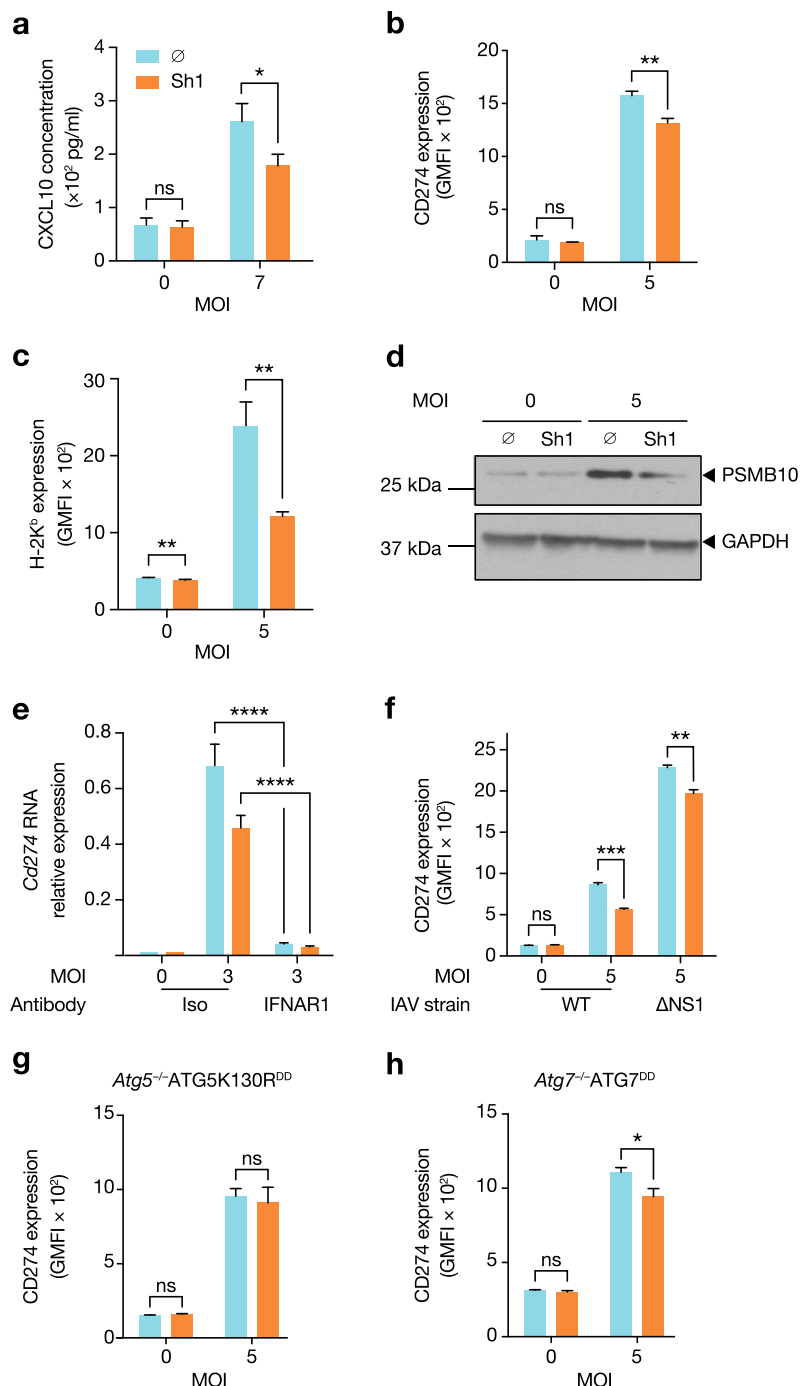 a
CXCL10 concentration
(×10² pg/ml)
4
3
2
1
0
∅
Sh1
ns
*
0
7
MOI
b
CD274 expression
(GMFI × 10²)
20
15
10
5
0
ns
**
0
5
MOI
c
H-2Kᵇ expression
(GMFI × 10²)
30
20
10
0
**
**
0
5
MOI
d
MOI
0
5
∅ Sh1 ∅ Sh1
25 kDa
PSMB10
37 kDa
GAPDH
e
Cd274 RNA
relative expression
0.8
0.6
0.4
0.2
****
****
MOI 0 3 3
Antibody Iso IFNAR1
f
CD274 expression
(GMFI × 10²)
25
20
15
10
5
0
ns
***
**
MOI 0 5 5
IAV strain WT ΔNS1
g
Atg5⁻/⁻ATG5K130Rᴰᴰ
CD274 expression
(GMFI × 10²)
15
10
5
0
ns
ns
0
5
MOI
h
Atg7⁻/⁻ATG7ᴰᴰ
CD274 expression
(GMFI × 10²)
15
10
5
0
ns
*
0
5
MOI